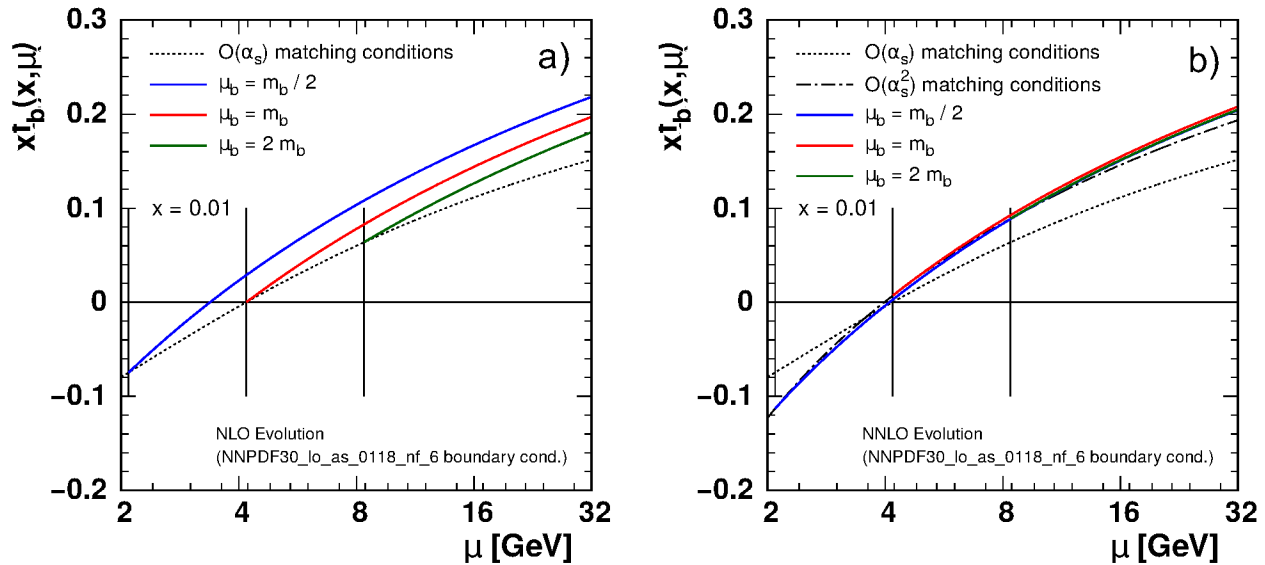 0.3
0.2
0.1
0
−0.1
−0.2
x f_b (x,μ)
O(α_s) matching conditions
μ_b = m_b / 2
μ_b = m_b
μ_b = 2 m_b
a)
x = 0.01
NLO Evolution
(NNPDF30_lo_as_0118_nf_6 boundary cond.)
2 4 8 16 32
μ [GeV]
0.3
0.2
0.1
0
−0.1
−0.2
x f_b (x,μ)
O(α_s) matching conditions
O(α_s^2) matching conditions
μ_b = m_b / 2
μ_b = m_b
μ_b = 2 m_b
b)
x = 0.01
NNLO Evolution
(NNPDF30_lo_as_0118_nf_6 boundary cond.)
2 4 8 16 32
μ [GeV]